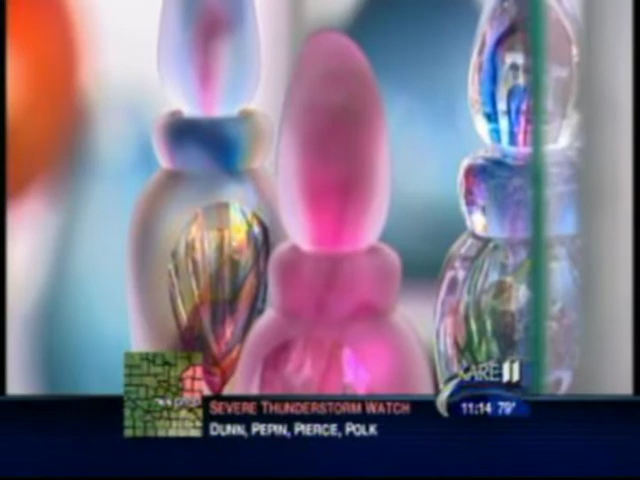 KARE 11
SEVERE THUNDERSTORM WATCH
11:14 79°
DUNN, PEPIN, PIERCE, POLK